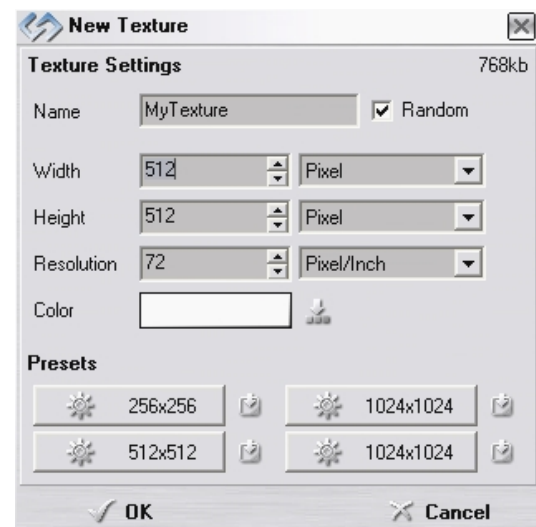 New Texture
Texture Settings 768kb
Name MyTexture Random
Width 512 Pixel
Height 512 Pixel
Resolution 72 Pixel/Inch
Color
Presets
256x256 1024x1024
512x512 1024x1024
OK Cancel